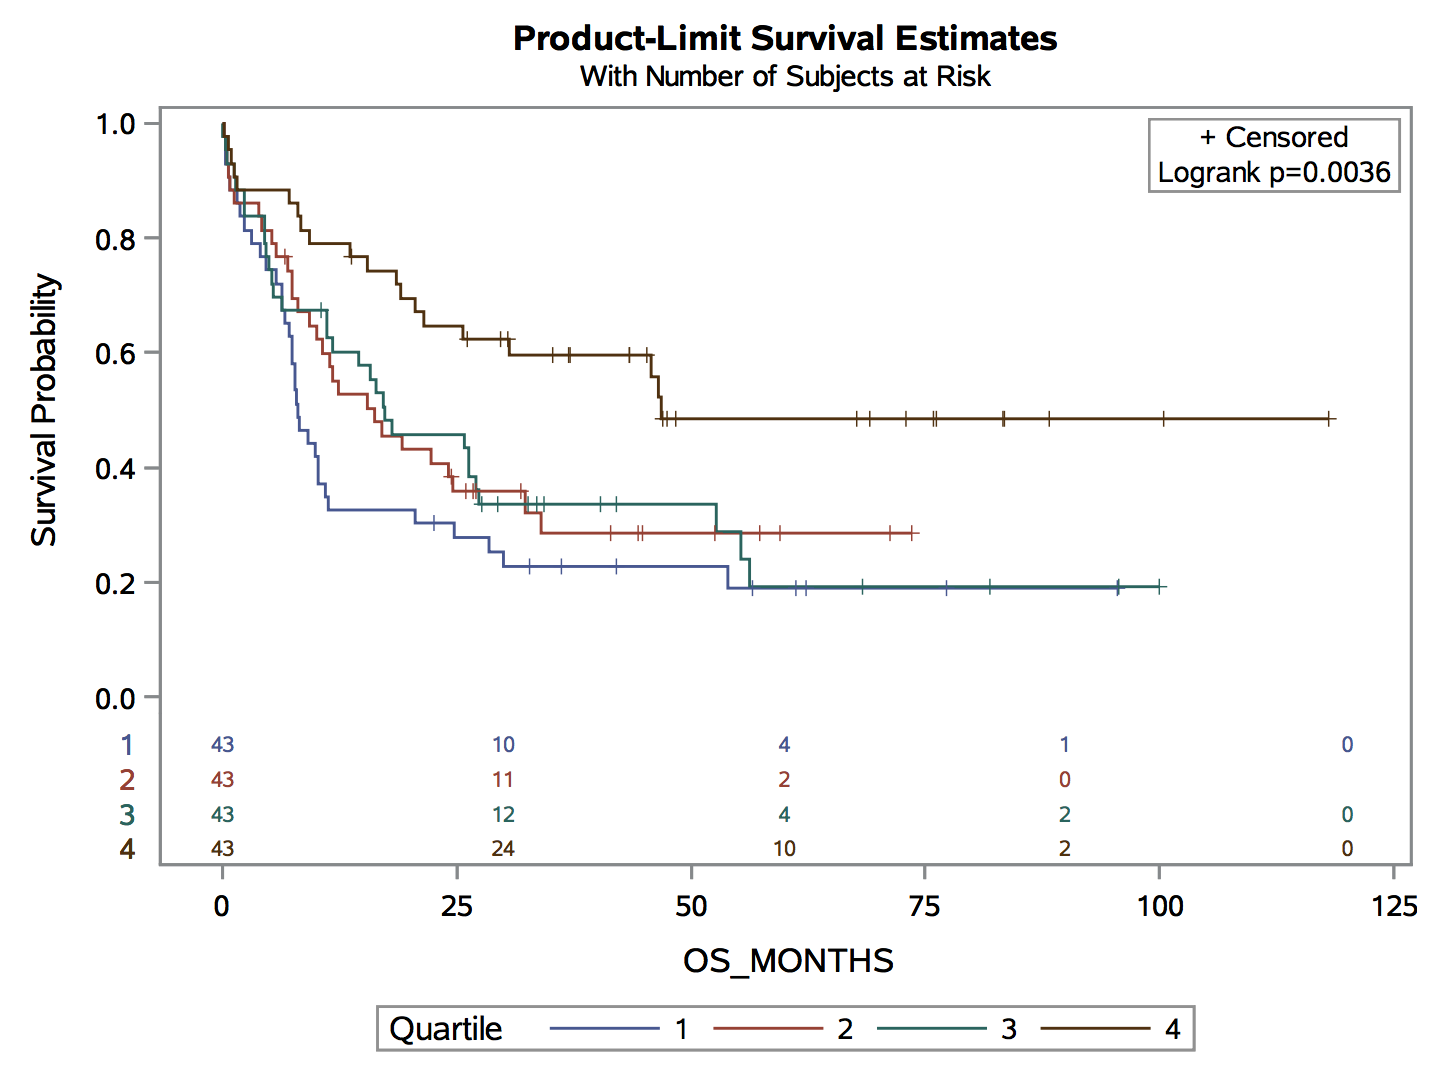 Product-Limit Survival Estimates
With Number of Subjects at Risk
+ Censored
Logrank p=0.0036
Survival Probability
1.0
0.8
0.6
0.4
0.2
0.0
1 43 10 4 1 0
2 43 11 2 0
3 43 12 4 2 0
4 43 24 10 2 0
0 25 50 75 100 125
OS_MONTHS
Quartile 1 2 3 4